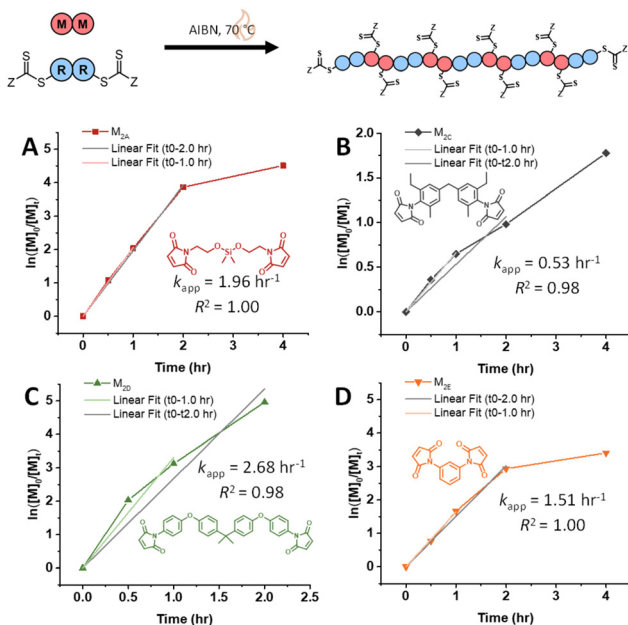 M M
AIBN, 70 °C
R R
A
M2A
Linear Fit (t0-2.0 hr)
Linear Fit (t0-1.0 hr)
ln([M]0/[M]t)
kapp = 1.96 hr-1
R2 = 1.00
Time (hr)
B
M2C
Linear Fit (t0-1.0 hr)
Linear Fit (t0-t2.0 hr)
ln([M]0/[M]t)
kapp = 0.53 hr-1
R2 = 0.98
Time (hr)
C
M2D
Linear Fit (t0-1.0 hr)
Linear Fit (t0-t2.0 hr)
ln([M]0/[M]t)
kapp = 2.68 hr-1
R2 = 0.98
Time (hr)
D
M2E
Linear Fit (t0-2.0 hr)
Linear Fit (t0-1.0 hr)
ln([M]0/[M]t)
kapp = 1.51 hr-1
R2 = 1.00
Time (hr)